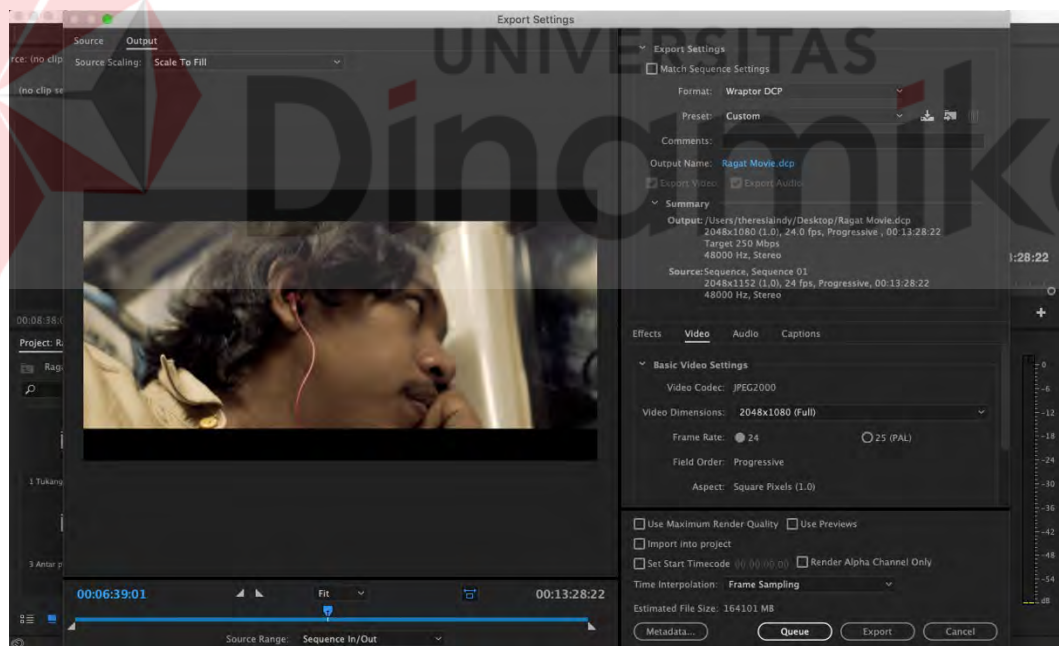 UNIVERSITAS
Dinamika
Export Settings
Source Output
Source Scaling: Scale To Fill
rce: (no clip
(no clip se
Export Settings
Match Sequence Settings
Format: Wraptor DCP
Preset: Custom
Comments:
Output Name: Ragat Movie.dcp
Export Video Export Audio
Summary
Output: /Users/theresiaindy/Desktop/Ragat Movie.dcp
2048x1080 (1.0), 24.0 fps, Progressive , 00:13:28:22
Target 250 Mbps
48000 Hz, Stereo
Source: Sequence, Sequence 01
2048x1152 (1.0), 24 fps, Progressive, 00:13:28:22
48000 Hz, Stereo
:28:22
00:08:38:0
Project: Ra
Raga
1 Tukang
3 Antar p
Effects Video Audio Captions
Basic Video Settings
Video Codec: JPEG2000
Video Dimensions: 2048x1080 (Full)
Frame Rate: 24 25 (PAL)
Field Order: Progressive
Aspect: Square Pixels (1.0)
Use Maximum Render Quality Use Previews
Import into project
Set Start Timecode 00:00:00:00 Render Alpha Channel Only
Time Interpolation: Frame Sampling
Estimated File Size: 164101 MB
Metadata... Queue Export Cancel
00:06:39:01 Fit 00:13:28:22
Source Range: Sequence In/Out
0
-6
-12
-18
-24
-30
-36
-42
-48
-54
dB